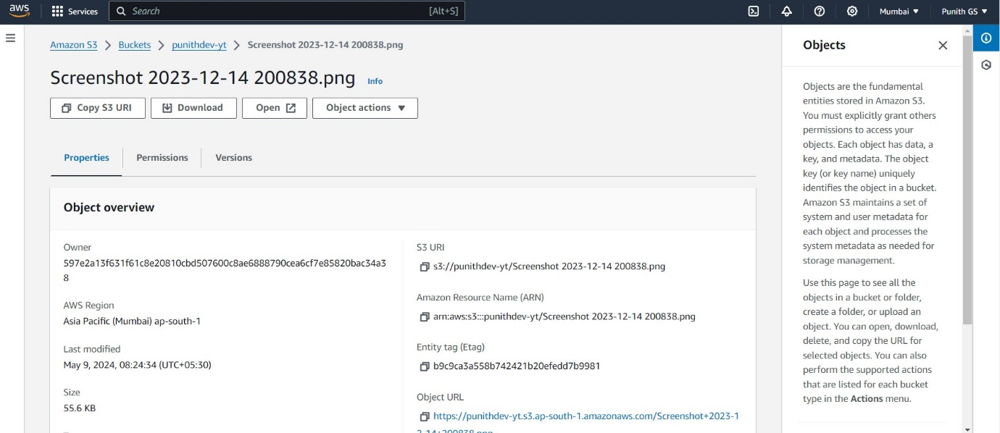 aws
Services
Search [Alt+S]
Mumbai ▼
Punith GS ▼
Amazon S3 > Buckets > punithdev-yt > Screenshot 2023-12-14 200838.png
Screenshot 2023-12-14 200838.png Info
Copy S3 URI
Download
Open
Object actions ▼
Properties
Permissions
Versions
Object overview
Owner
597e2a13f631f61c8e20810cbd507600c8ae6888790cea6cf7e85820bac34a3
8
AWS Region
Asia Pacific (Mumbai) ap-south-1
Last modified
May 9, 2024, 08:24:34 (UTC+05:30)
Size
55.6 KB
S3 URI
s3://punithdev-yt/Screenshot 2023-12-14 200838.png
Amazon Resource Name (ARN)
arn:aws:s3:::punithdev-yt/Screenshot 2023-12-14 200838.png
Entity tag (Etag)
b9c9ca3a558b742421b20efedd7b9981
Object URL
https://punithdev-yt.s3.ap-south-1.amazonaws.com/Screenshot+2023-1
2-14+200838.png
Objects
Objects are the fundamental
entities stored in Amazon S3.
You must explicitly grant others
permissions to access your
objects. Each object has data, a
key, and metadata. The object
key (or key name) uniquely
identifies the object in a bucket.
Amazon S3 maintains a set of
system and user metadata for
each object and processes the
system metadata as needed for
storage management.
Use this page to see all the
objects in a bucket or folder,
create a folder, or upload an
object. You can open, download,
delete, and copy the URL for
selected objects. You can also
perform the supported actions
that are listed for each bucket
type in the Actions menu.